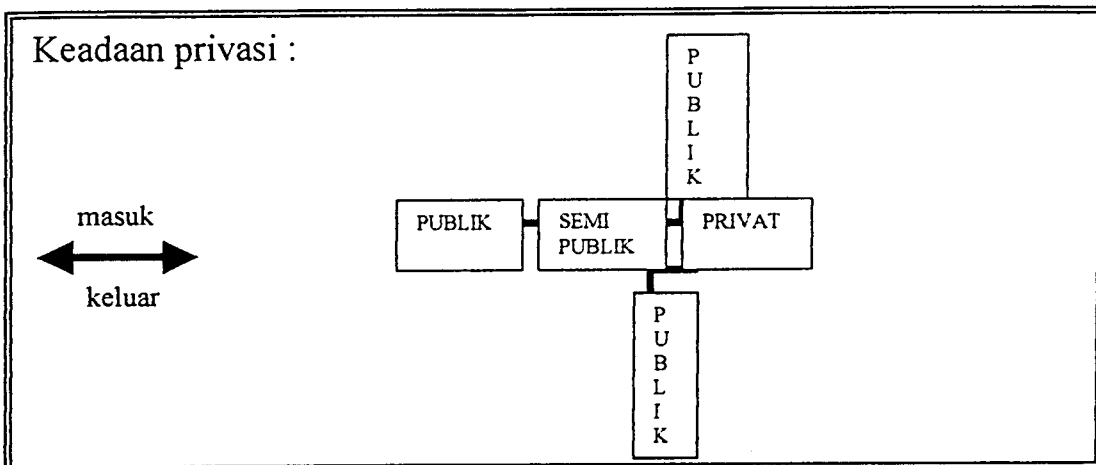 Keadaan privasi :
PUBLIK
masuk
keluar
PUBLIK
SEMI
PUBLIK
PRIVAT
PUBLIK